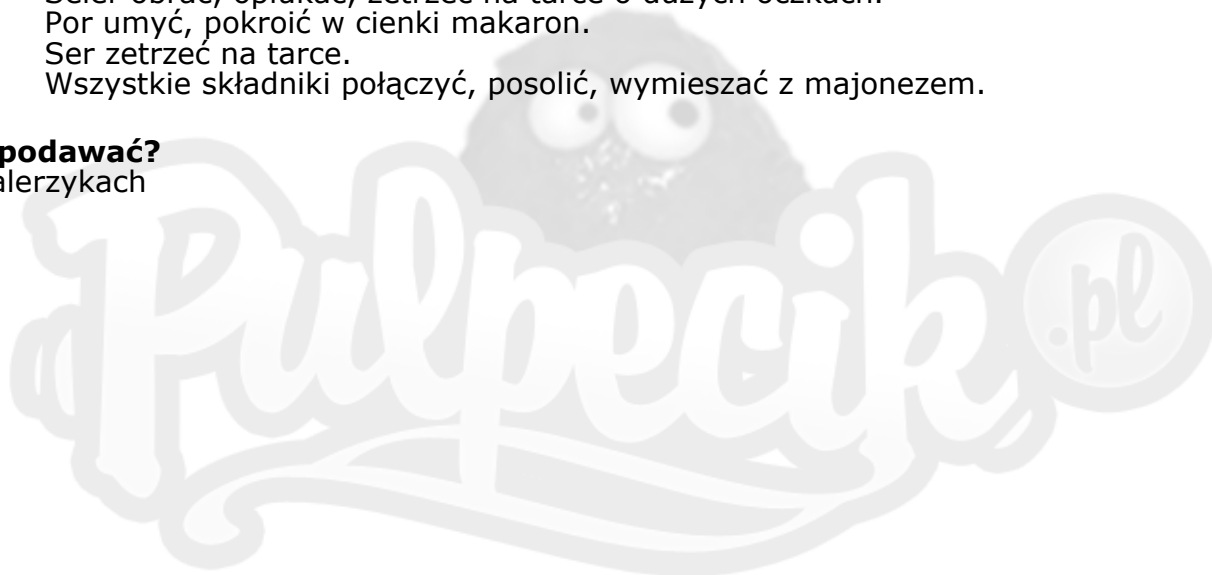 Por umyć, pokroić w cienki makaron.
Ser zetrzeć na tarce.
Wszystkie składniki połączyć, posolić, wymieszać z majonezem.
podawać?
alerzykach
Pulpecik.pl